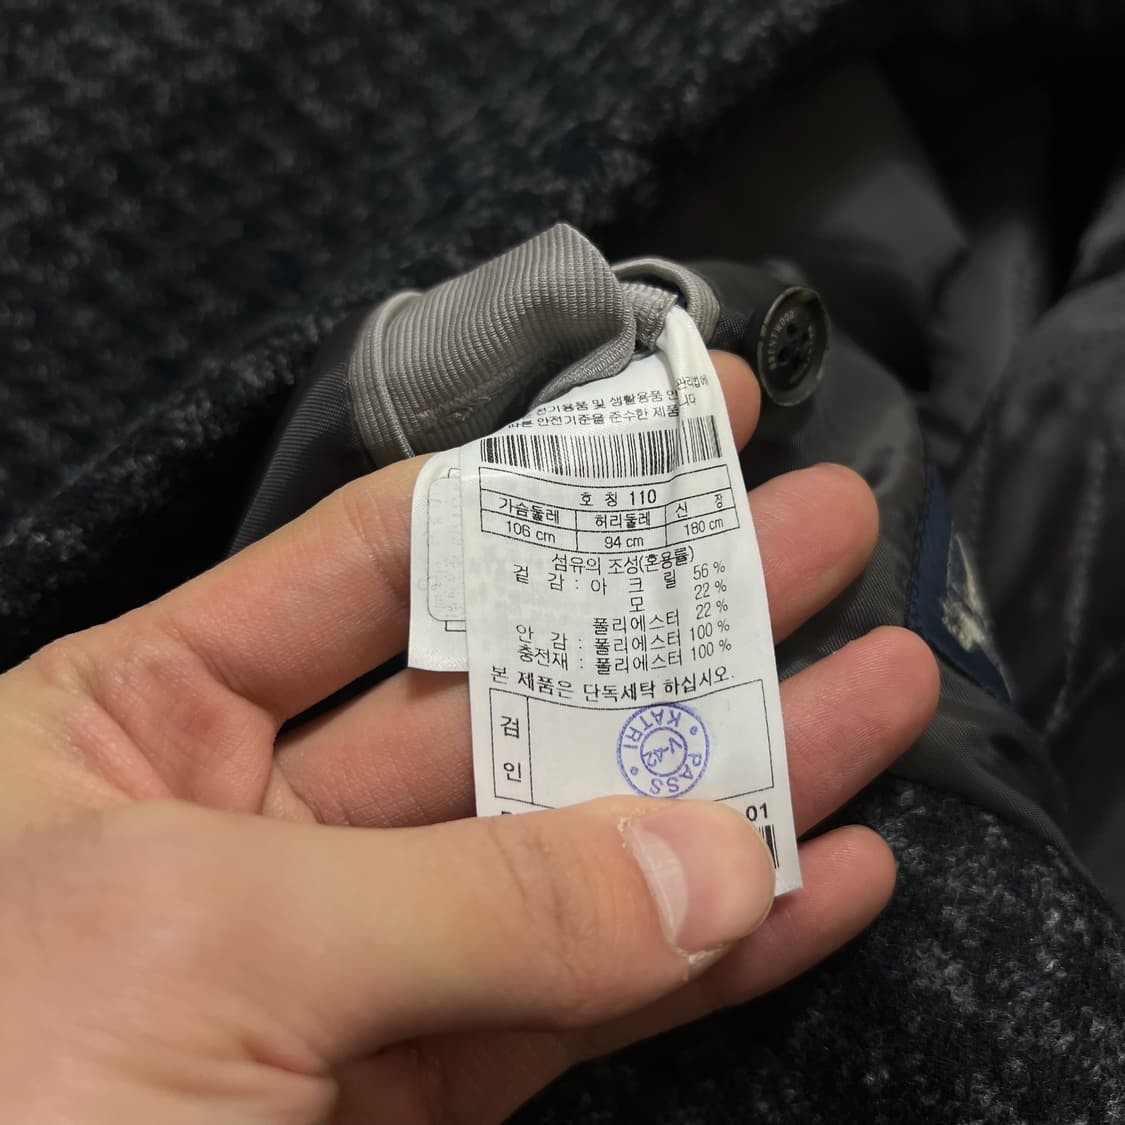 관리법에
전기용품 및 생활용품 안
따른 안전기준을 준수한 제품
니다
호 칭 110
가슴둘레 허리둘레 신 장
106 cm 94 cm 180 cm
섬유의 조성(혼용률)
겉 감 : 아 크 릴 56 %
모 22 %
폴리에스터 22 %
안 감 : 폴리에스터 100 %
충전재 : 폴리에스터 100 %
본 제품은 단독세탁 하십시오.
검
인
KATRI
V-42
PASS
01
BRENTWOOD